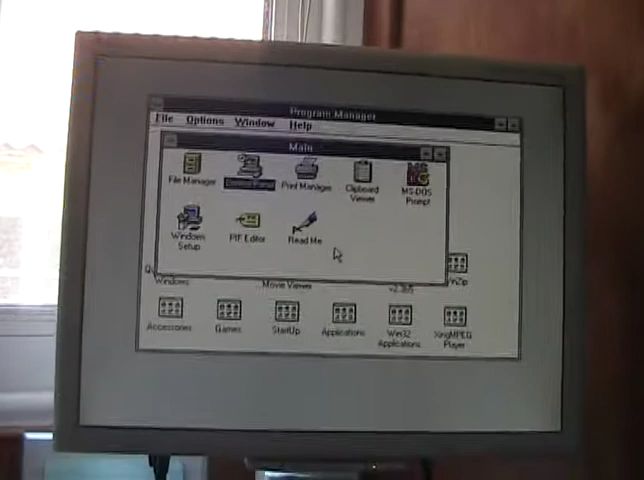 Program Manager
File Options Window Help
Main
File Manager
Control Panel
Print Manager
Clipboard
Viewer
MS-DOS
Prompt
Windows
Setup
PIF Editor
Read Me
Windows
Movie Viewer
WinZip
Accessories
Games
StartUp
Applications
Win32
Applications
XingMPEG
Player